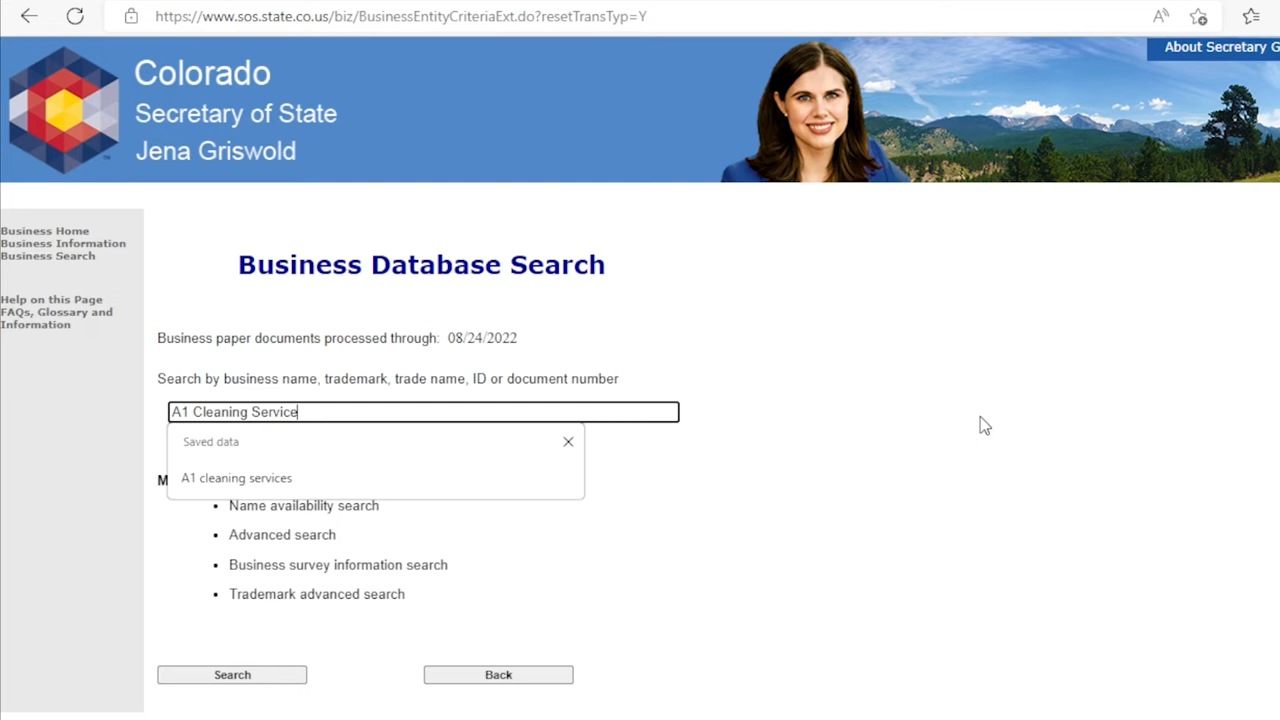 https://www.sos.state.co.us/biz/BusinessEntityCriteriaExt.do?resetTransTyp=Y
About Secretary G
Colorado
Secretary of State
Jena Griswold
Business Home
Business Information
Business Search
Help on this Page
FAQs, Glossary and
Information
Business Database Search
Business paper documents processed through: 08/24/2022
Search by business name, trademark, trade name, ID or document number
A1 Cleaning Service
Saved data
A1 cleaning services
M
Name availability search
Advanced search
Business survey information search
Trademark advanced search
Search
Back